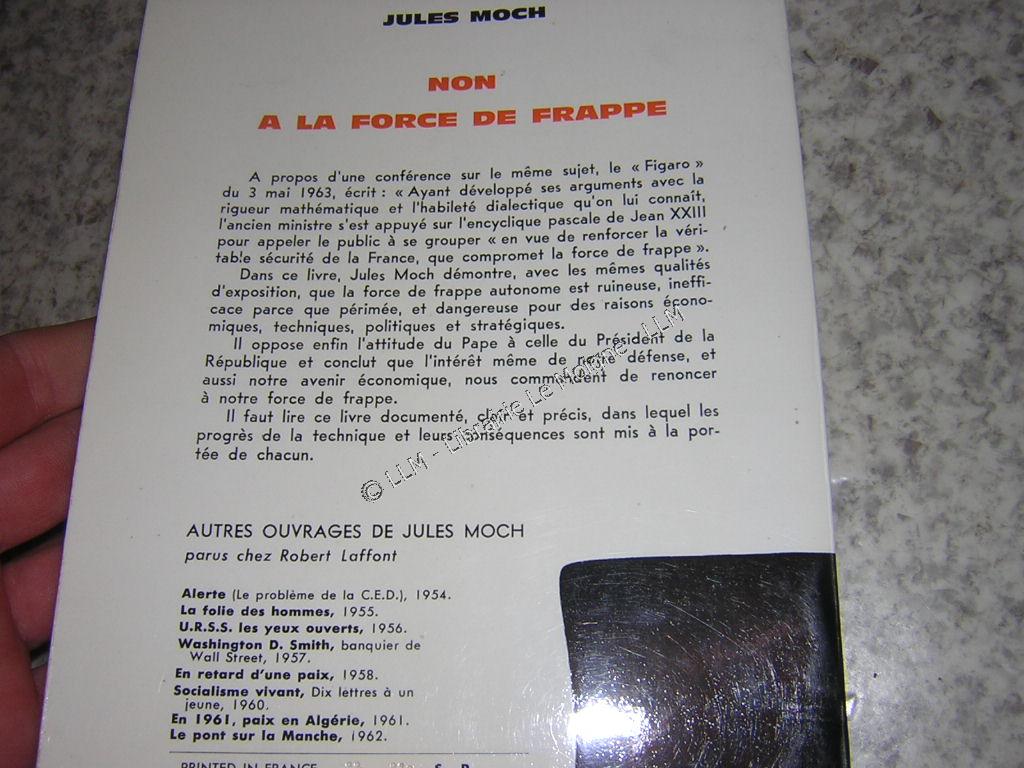 JULES MOCH
NON
A LA FORCE DE FRAPPE
A propos d'une conférence sur le même sujet, le « Figaro »
du 3 mai 1963, écrit : « Ayant développé ses arguments avec la
rigueur mathématique et l'habileté dialectique qu'on lui connaît,
l'ancien ministre s'est appuyé sur l'encyclique pascale de Jean XXIII
pour appeler le public à se grouper « en vue de renforcer la véri-
table sécurité de la France, que compromet la force de frappe ».
Dans ce livre, Jules Moch démontre, avec les mêmes qualités
d'exposition, que la force de frappe autonome est ruineuse, ineffi-
cace parce que périmée, et dangereuse pour des raisons écono-
miques, techniques, politiques et stratégiques.
Il oppose enfin l'attitude du Pape à celle du Président de la
République et conclut que l'intérêt même de notre défense, et
aussi notre avenir économique, nous commandent de renoncer
à notre force de frappe.
Il faut lire ce livre documenté, clair et précis, dans lequel les
progrès de la technique et leurs conséquences sont mis à la por-
tée de chacun.
© LLM - Librairie Le Moigne - LLM
AUTRES OUVRAGES DE JULES MOCH
parus chez Robert Laffont
Alerte (Le problème de la C.E.D.), 1954.
La folie des hommes, 1955.
U.R.S.S. les yeux ouverts, 1956.
Washington D. Smith, banquier de
Wall Street, 1957.
En retard d'une paix, 1958.
Socialisme vivant, Dix lettres à un
jeune, 1960.
En 1961, paix en Algérie, 1961.
Le pont sur la Manche, 1962.
PRINTED IN FRANCE